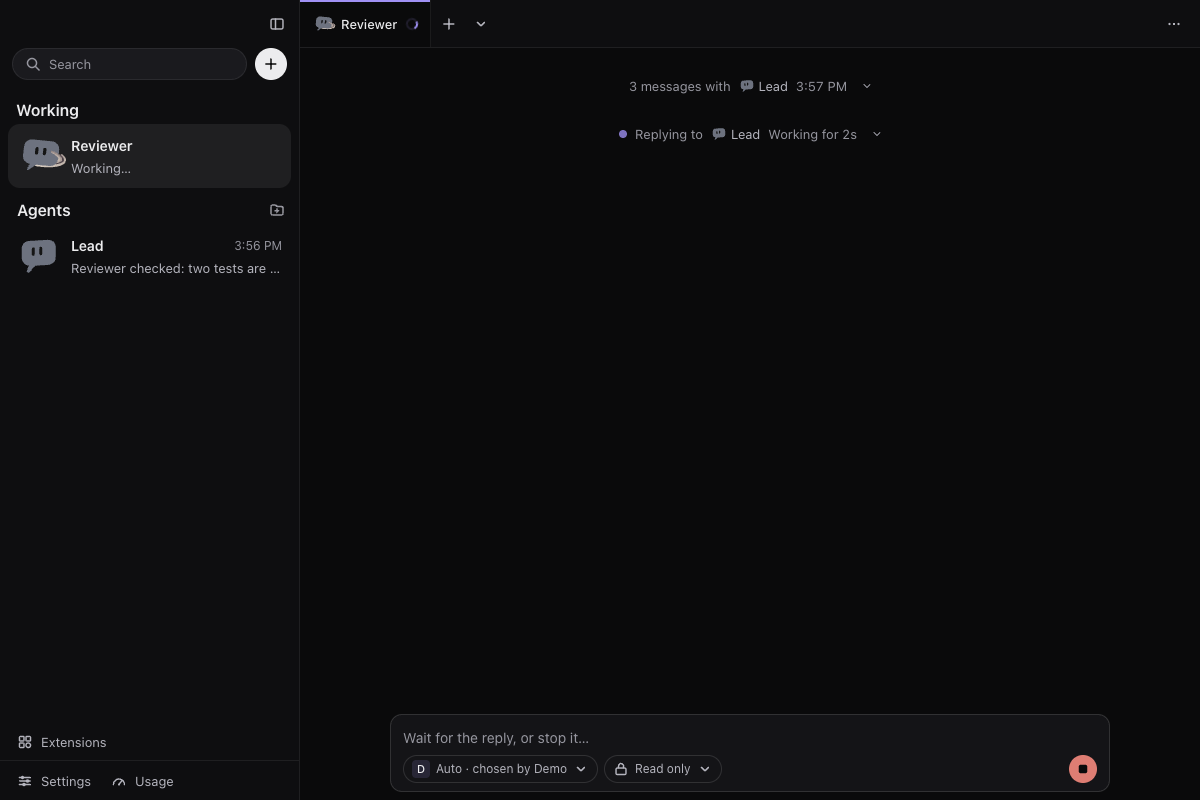 Search
Working
Reviewer
Working...
Agents
Lead 3:56 PM
Reviewer checked: two tests are ...
Extensions
Settings
Usage
Reviewer
3 messages with Lead 3:57 PM
Replying to Lead Working for 2s
Wait for the reply, or stop it...
D Auto · chosen by Demo
Read only